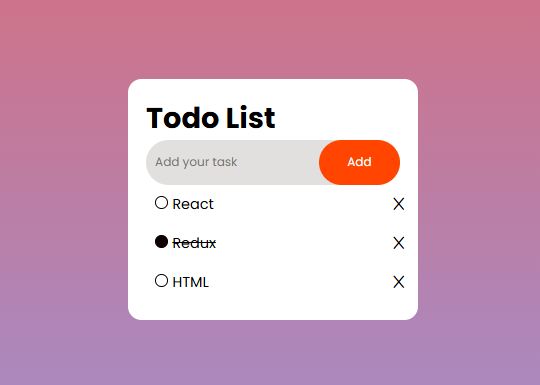 Todo List
Add your task Add
React X
Redux X
HTML X